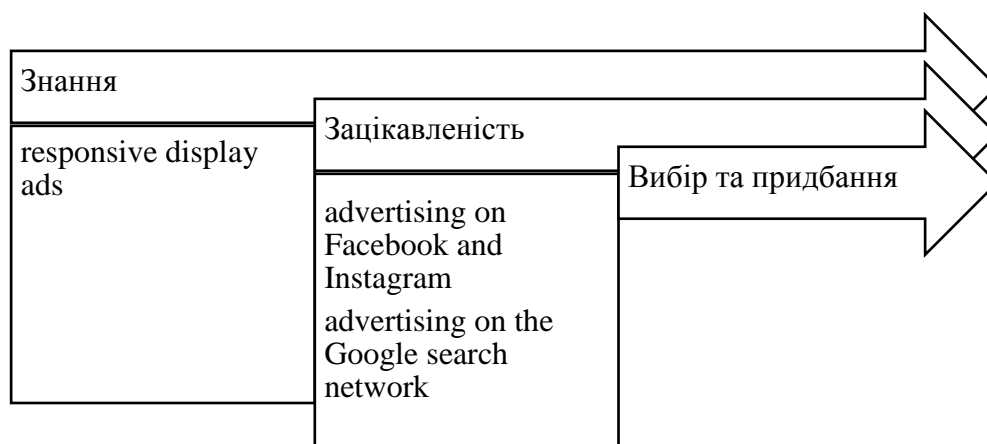 Знання
responsive display
ads
Зацікавленість
advertising on
Facebook and
Instagram
advertising on the
Google search
network
Вибір та придбання